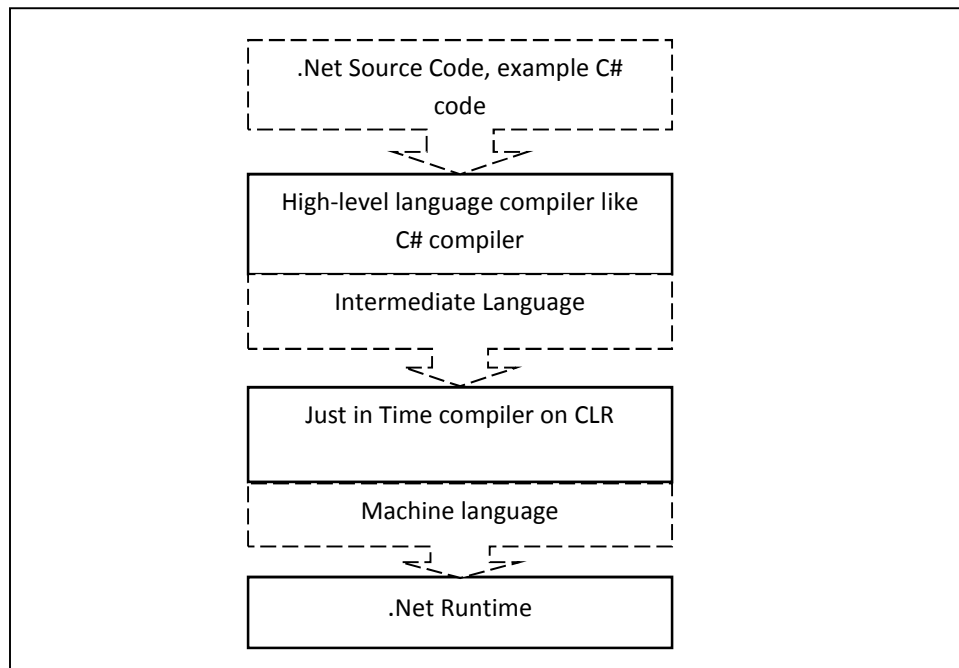 .Net Source Code, example C#
code
High-level language compiler like
C# compiler
Intermediate Language
Just in Time compiler on CLR
Machine language
.Net Runtime